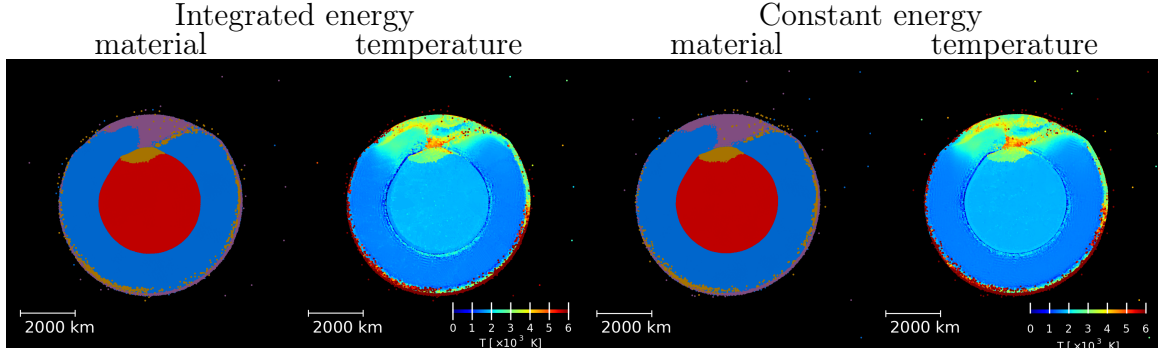 Integrated energy Constant energy
material temperature material temperature
2000 km 2000 km 2000 km 2000 km
0 1 2 3 4 5 6 0 1 2 3 4 5 6
T [ ×10³ K] T [ ×10³ K]